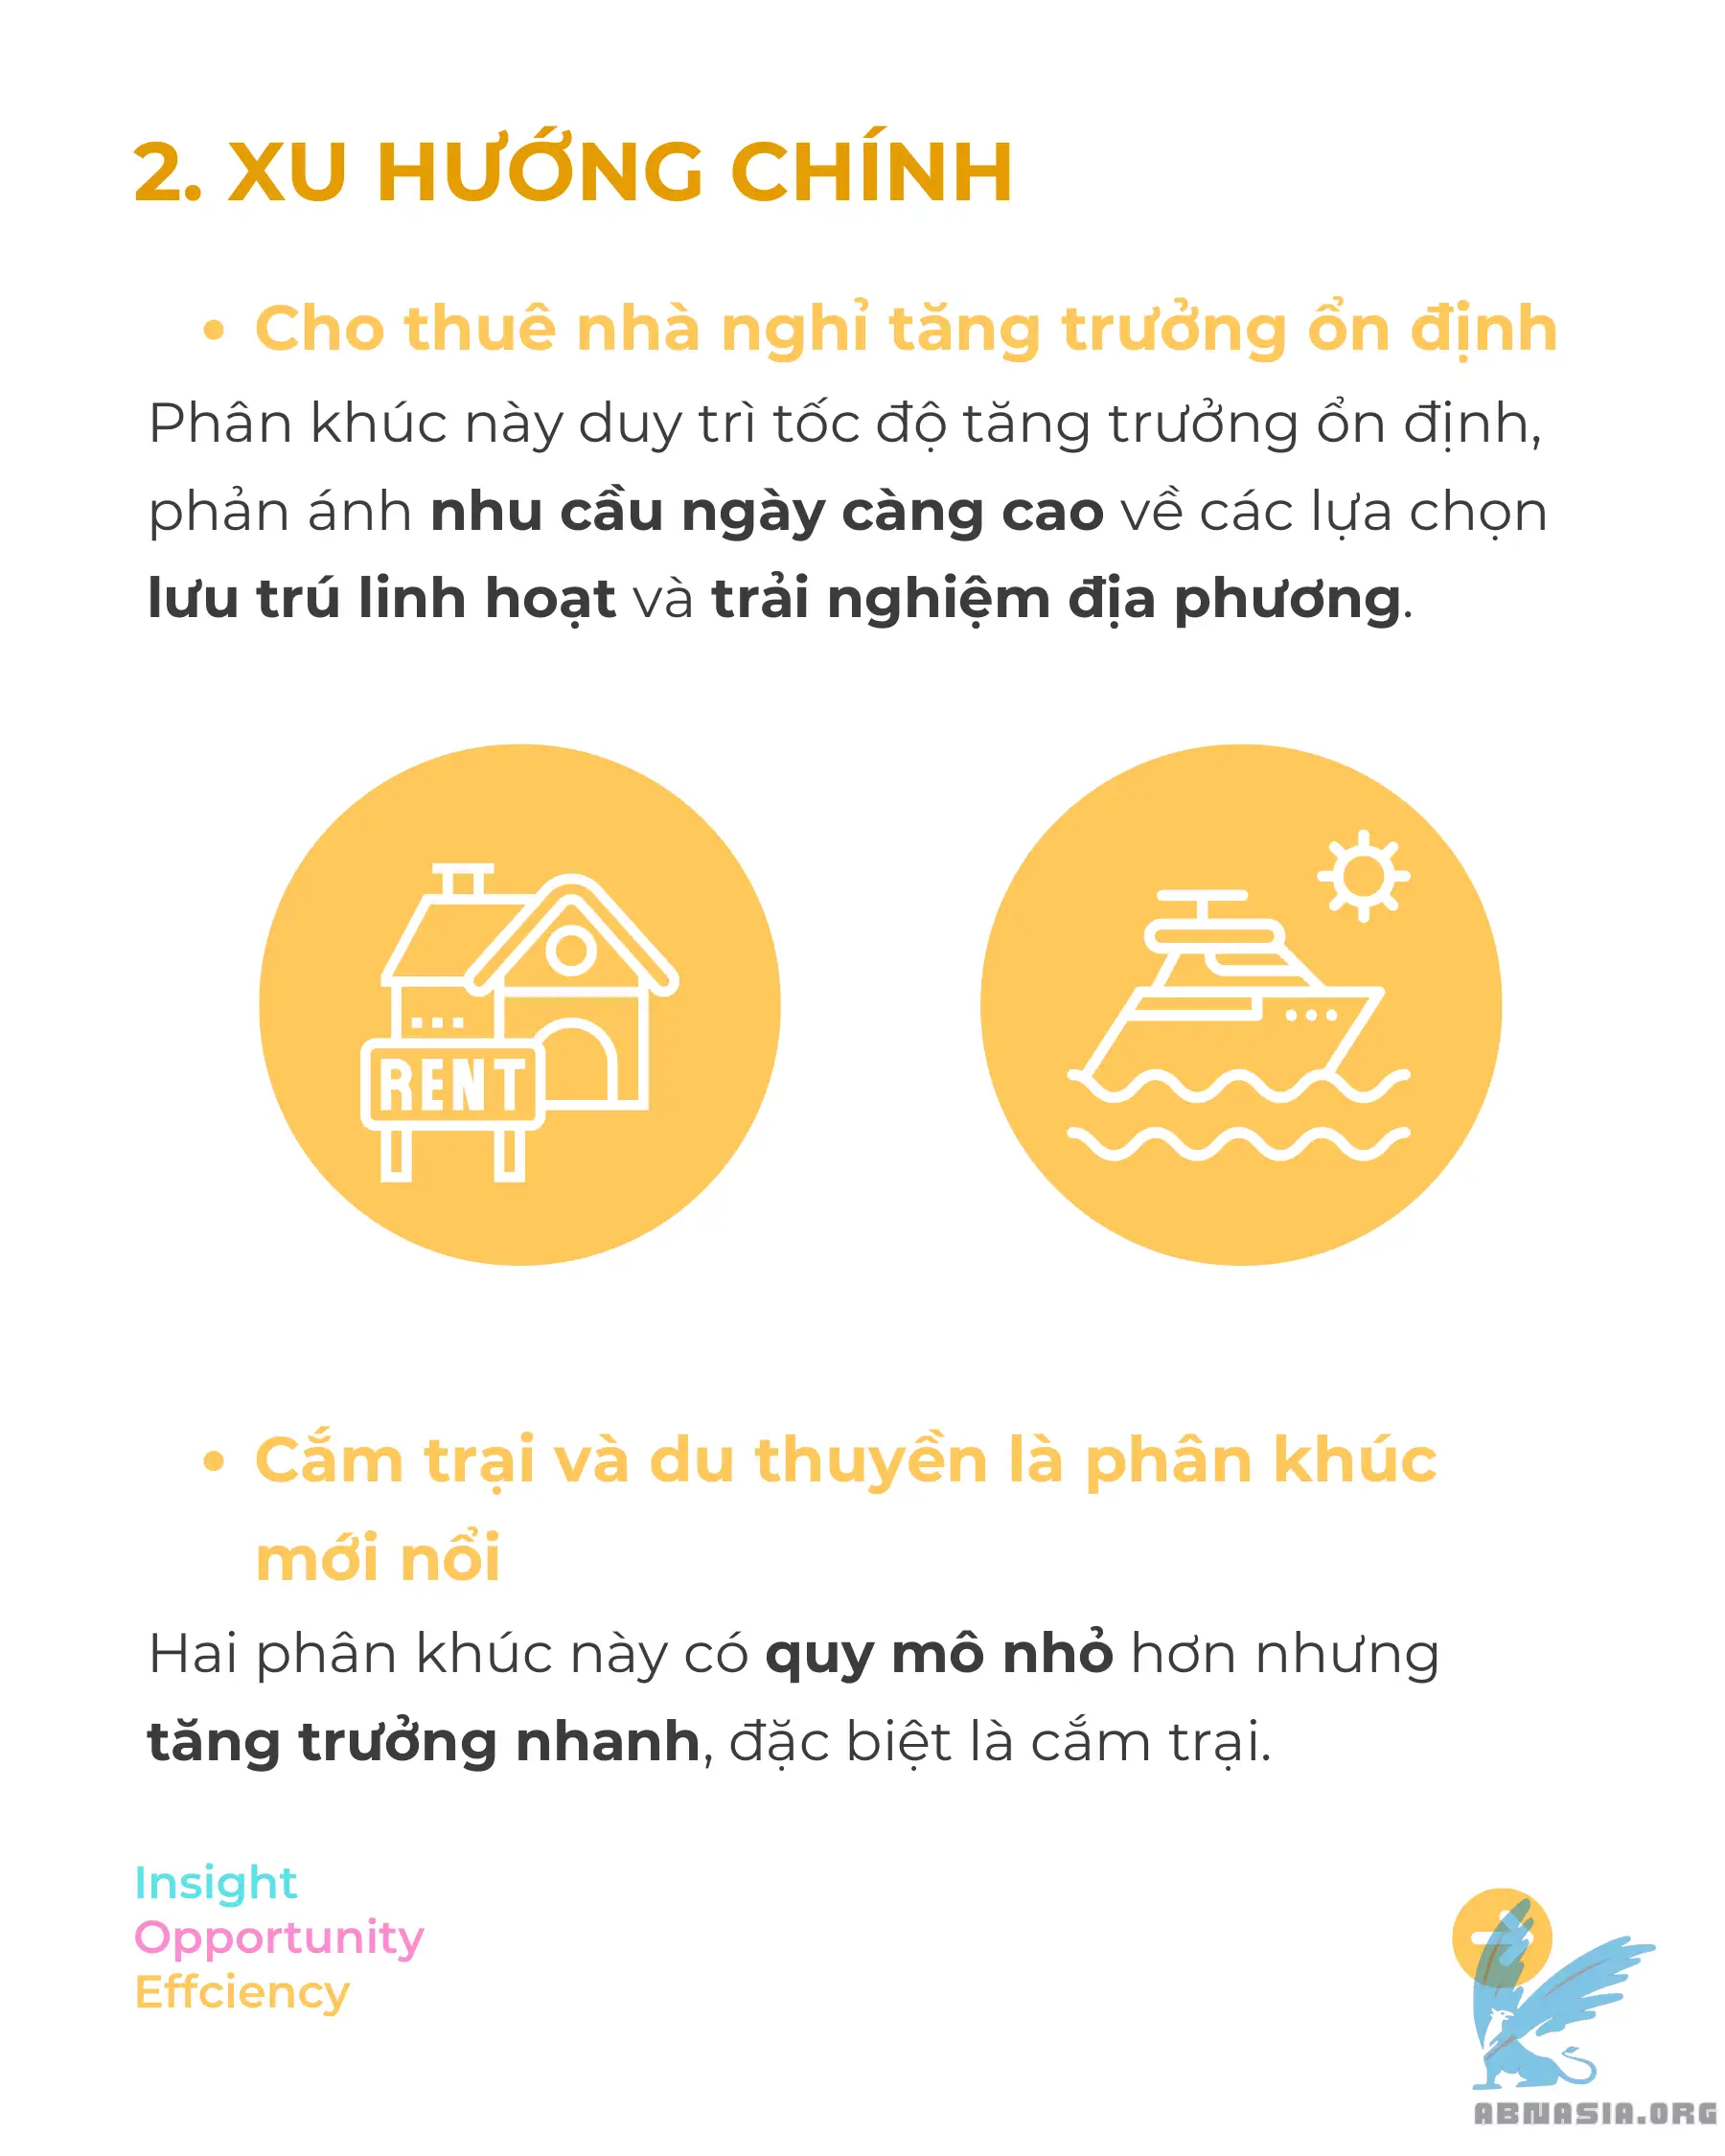 2. XU HƯỚNG CHÍNH
• Cho thuê nhà nghỉ tăng trưởng ổn định
Phân khúc này duy trì tốc độ tăng trưởng ổn định,
phản ánh nhu cầu ngày càng cao về các lựa chọn
lưu trú linh hoạt và trải nghiệm địa phương.
RENT
• Cắm trại và du thuyền là phân khúc
mới nổi
Hai phân khúc này có quy mô nhỏ hơn nhưng
tăng trưởng nhanh, đặc biệt là cắm trại.
Insight
Opportunity
Effciency
ABNASIA.ORG